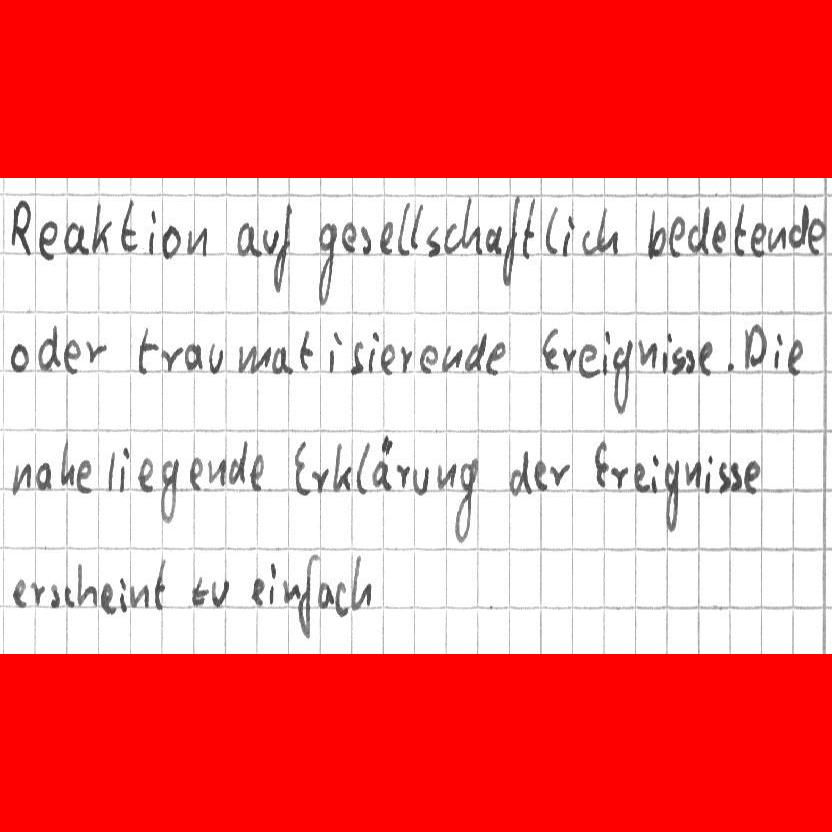 Reaktion auf gesellschaftlich bedetende
oder traumatisierende Ereignisse. Die
naheliegende Erklärung der Ereignisse
erscheint zu einfach